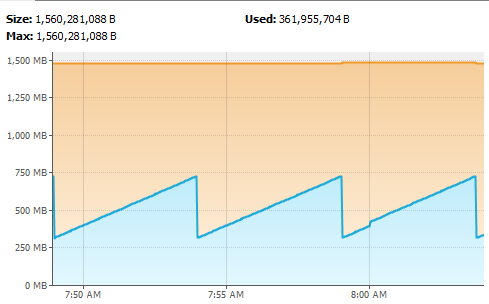 Size: 1,560,281,088 B Used: 361,955,704 B
Max: 1,560,281,088 B
1,500 MB
1,250 MB
1,000 MB
750 MB
500 MB
250 MB
0 MB
7:50 AM 7:55 AM 8:00 AM